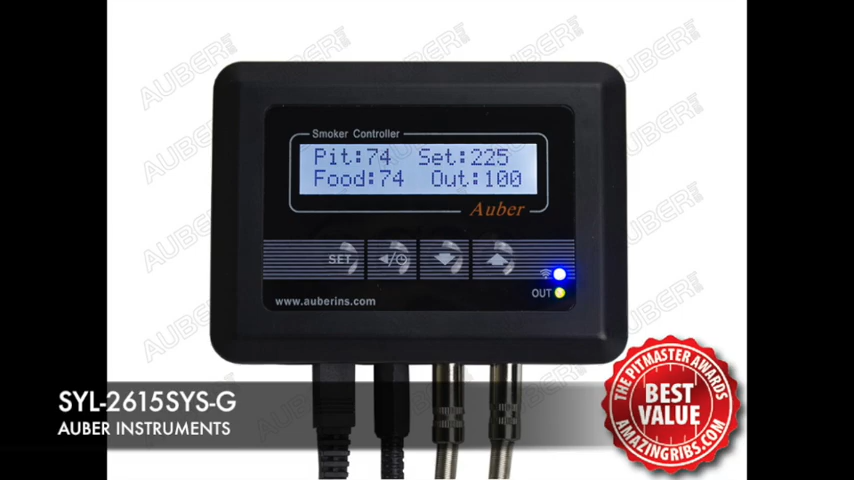 Smoker Controller
Pit:74 Set:225
Food:74 Out:100
Auber
SET
OUT
www.auberins.com
SYL-2615SYS-G
AUBER INSTRUMENTS
THE PITMASTER AWARDS
BEST
VALUE
AMAZINGRIBS.COM
AUBERINS